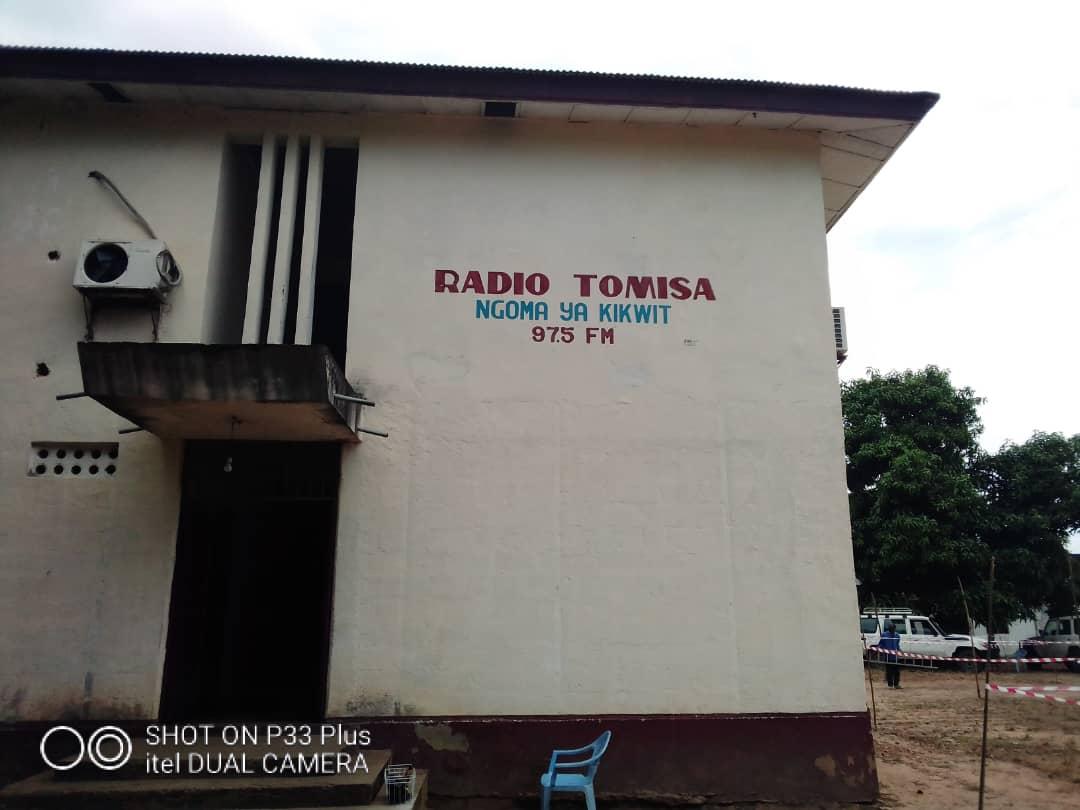 RADIO TOMISA
NGOMA YA KIKWIT
97.5 FM
SHOT ON P33 Plus
itel DUAL CAMERA